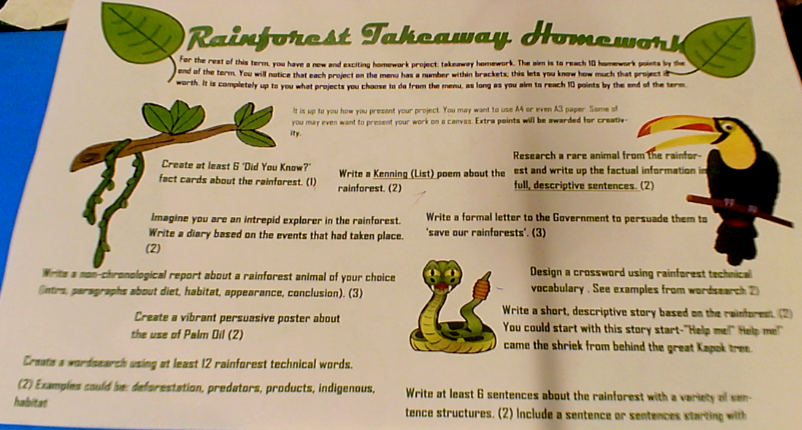 Rainforest Takeaway Homework
For the rest of this term, you have a new and exciting homework project: takeaway homework. The aim is to reach 10 homework points by the
end of the term. You will notice that each project on the menu has a number within brackets; this lets you know how much that project is
worth. It is completely up to you what projects you choose to do from the menu, as long as you aim to reach 10 points by the end of the term.
It is up to you how you present your project. You may want to use A4 or even A3 paper. Some of
you may even want to present your work on a canvas. Extra points will be awarded for creativ-
ity.
Create at least 6 'Did You Know?'
fact cards about the rainforest. (1)
Write a Kenning (List) poem about the
rainforest. (2)
Research a rare animal from the rainfor-
est and write up the factual information in
full, descriptive sentences. (2)
Imagine you are an intrepid explorer in the rainforest.
Write a diary based on the events that had taken place.
(2)
Write a formal letter to the Government to persuade them to
'save our rainforests'. (3)
Write a non-chronological report about a rainforest animal of your choice
(intro, paragraphs about diet, habitat, appearance, conclusion). (3)
Design a crossword using rainforest technical
vocabulary . See examples from wordsearch 2)
Create a vibrant persuasive poster about
the use of Palm Oil (2)
Write a short, descriptive story based on the rainforest. (2)
You could start with this story start-"Help me!" Help me!"
came the shriek from behind the great Kapok tree.
Create a wordsearch using at least 12 rainforest technical words.
(2) Examples could be: deforestation, predators, products, indigenous,
habitat
Write at least 6 sentences about the rainforest with a variety of sen-
tence structures. (2) Include a sentence or sentences starting with